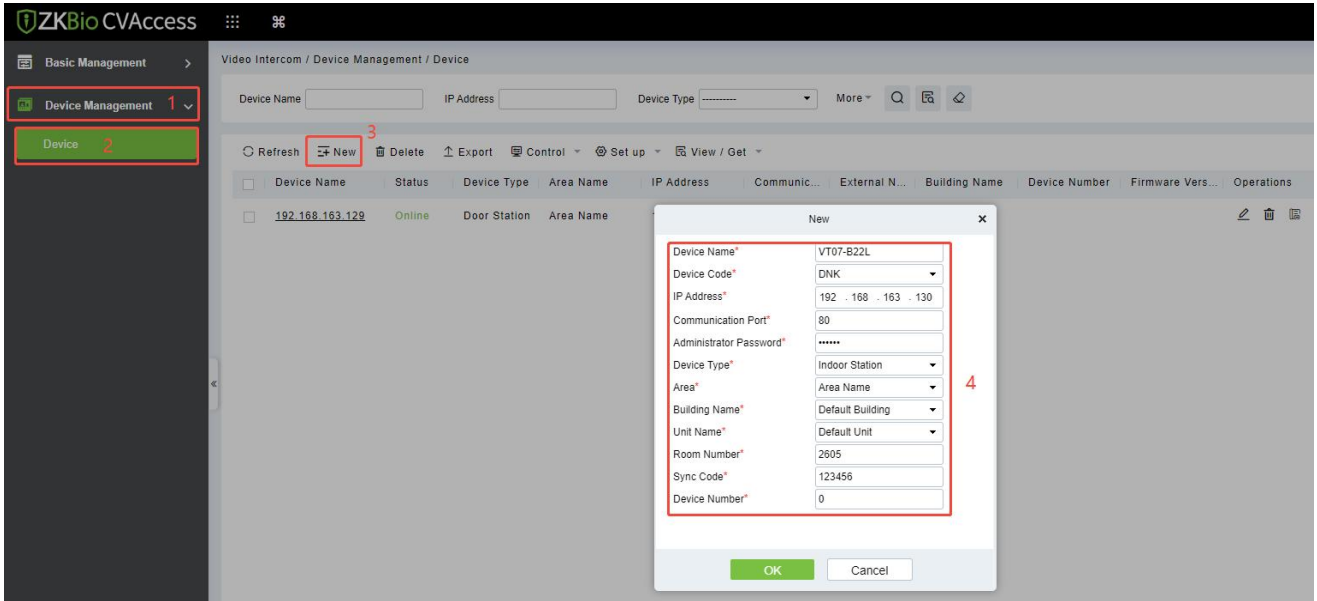 ZKBio CVAccess
Basic Management
Device Management 1
Device 2
Video Intercom / Device Management / Device
Device Name IP Address Device Type ---------- More
3
Refresh New Delete Export Control Set up View / Get
Device Name Status Device Type Area Name IP Address Communic... External N... Building Name Device Number Firmware Vers... Operations
192.168.163.129 Online Door Station Area Name
New
Device Name* VT07-B22L
Device Code* DNK
IP Address* 192 . 168 . 163 . 130
Communication Port* 80
Administrator Password* ••••••
Device Type* Indoor Station
Area* Area Name
4
Building Name* Default Building
Unit Name* Default Unit
Room Number* 2605
Sync Code* 123456
Device Number* 0
OK Cancel